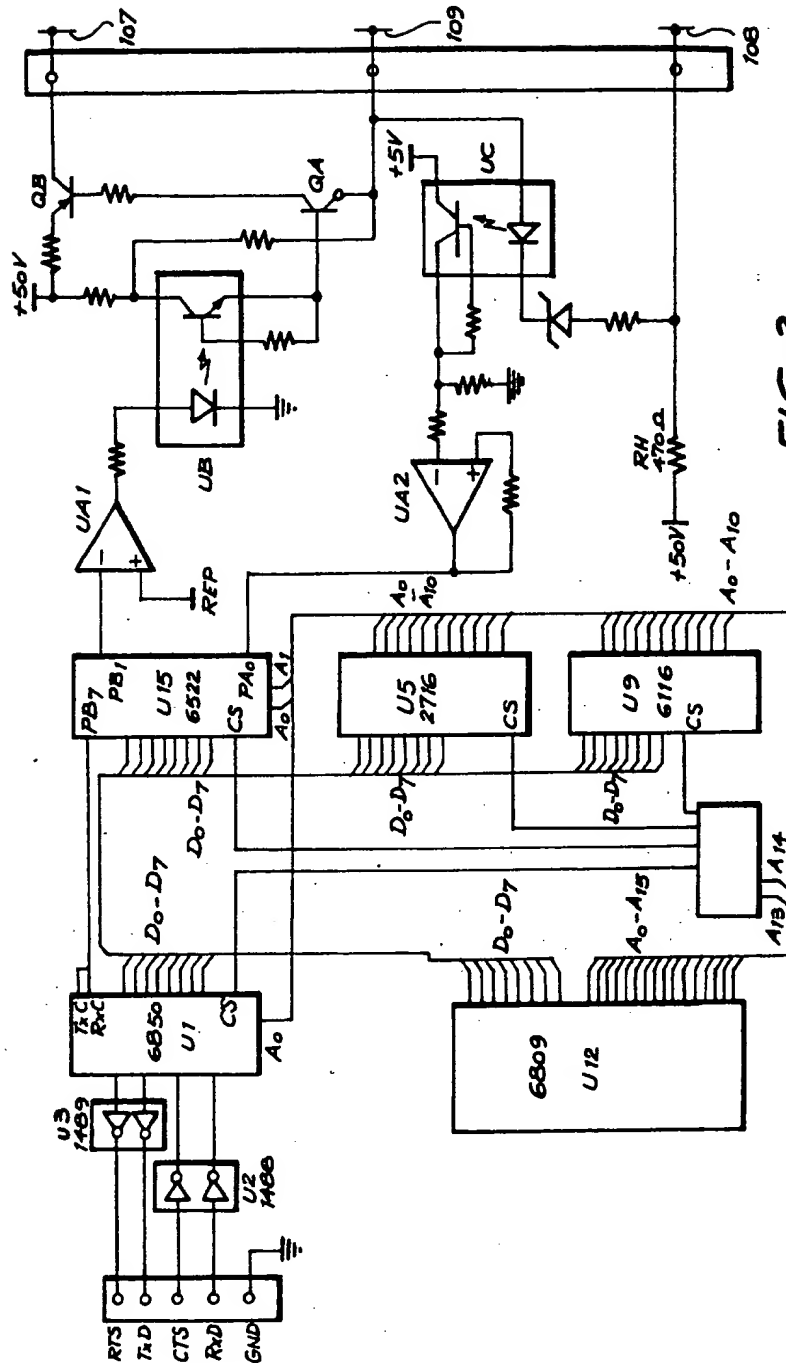 RTS
TxD
CTS
RxD
GND
U3
1489
U2
1488
TxC
RxC
6850
U1
CS
A0
D0-D7
D0-D7
PB7
PB1
U15
6522
CS
PA0
A0
A1
UA1
REP
UB
+50V
QB
QA
107
109
108
+5V
UC
UA2
RH
470Ω
+50V
A0-A10
A0-A10
U5
2716
CS
D0-D7
U9
6116
CS
D0-D7
D0-D7
A0-A15
6809
U12
A13
A14